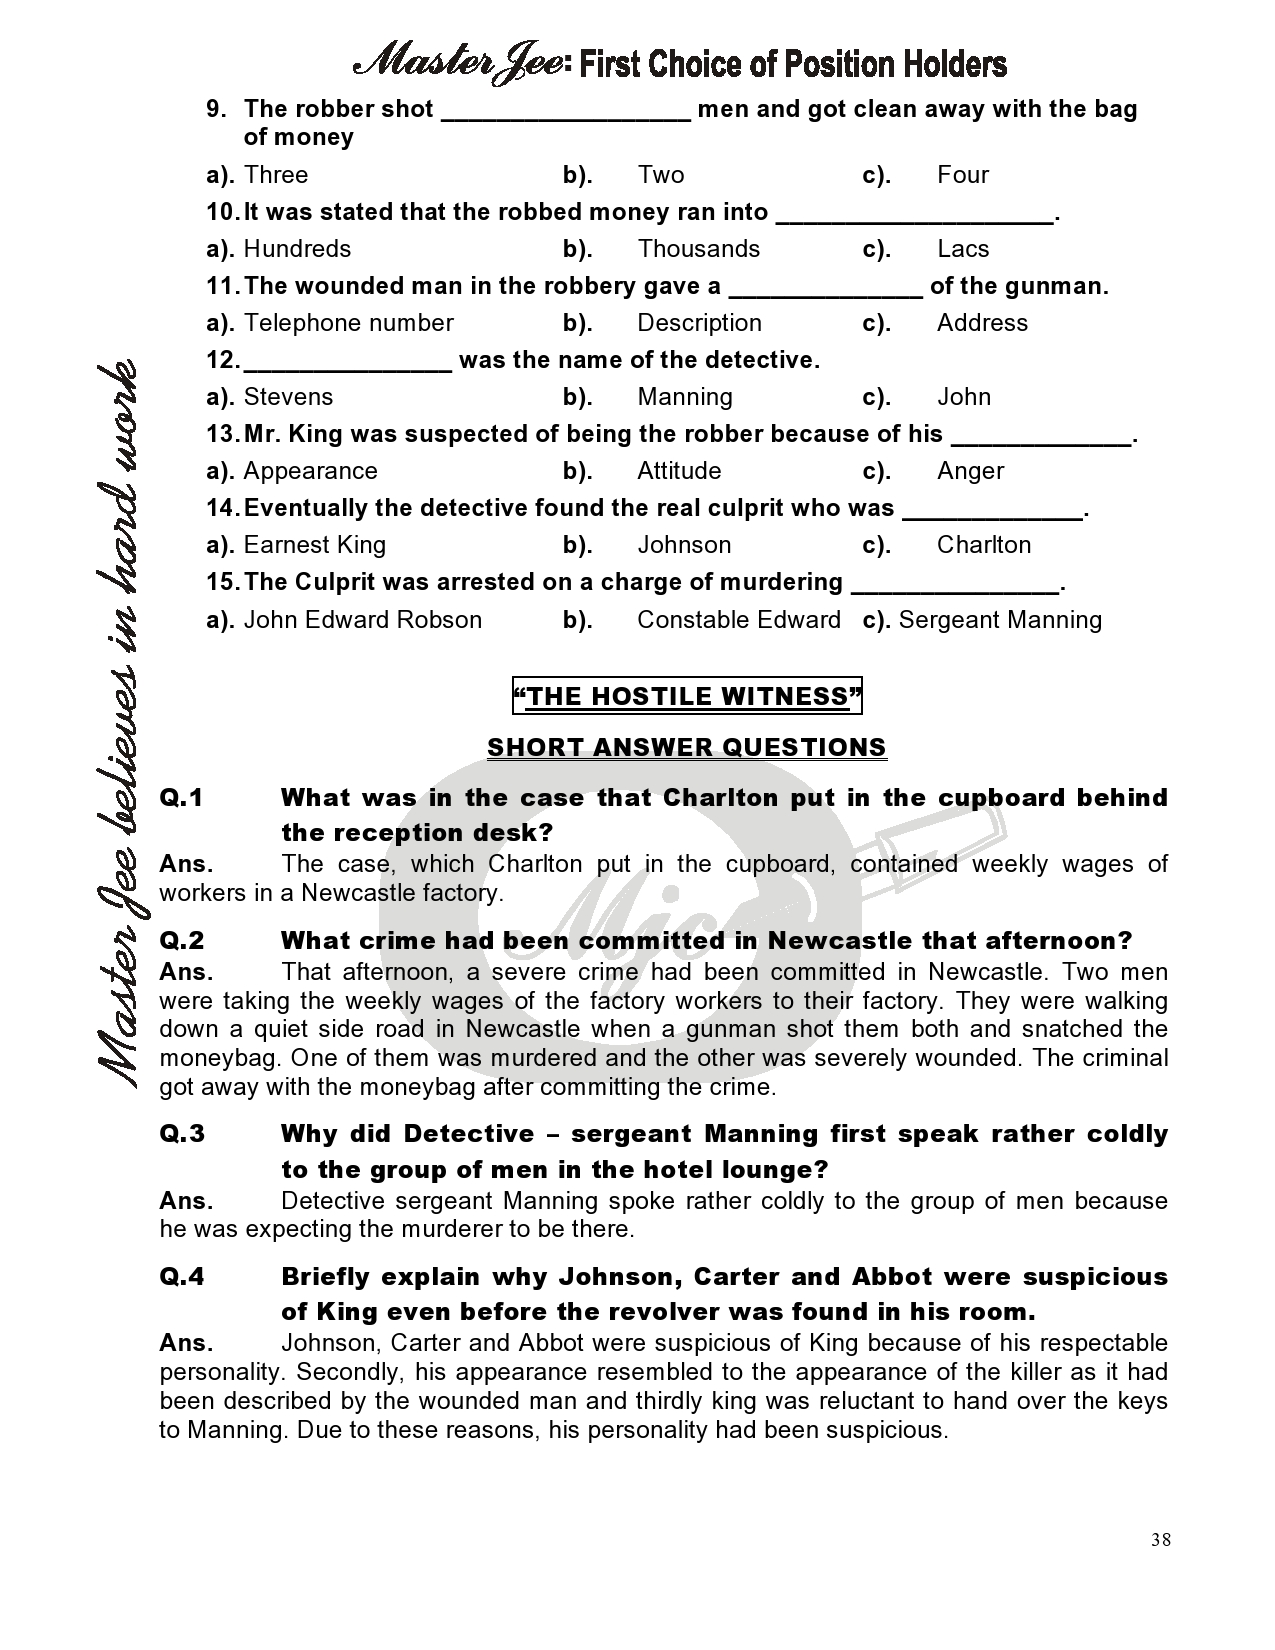 Master Jee: First Choice of Position Holders
9. The robber shot __________________ men and got clean away with the bag
of money
a). Three b). Two c). Four
10. It was stated that the robbed money ran into ____________________.
a). Hundreds b). Thousands c). Lacs
11. The wounded man in the robbery gave a ______________ of the gunman.
a). Telephone number b). Description c). Address
12. _______________ was the name of the detective.
a). Stevens b). Manning c). John
13. Mr. King was suspected of being the robber because of his _____________.
a). Appearance b). Attitude c). Anger
14. Eventually the detective found the real culprit who was _____________.
a). Earnest King b). Johnson c). Charlton
15. The Culprit was arrested on a charge of murdering _______________.
a). John Edward Robson b). Constable Edward c). Sergeant Manning
Master Jee believes in hard work
“THE HOSTILE WITNESS”
SHORT ANSWER QUESTIONS
Q.1 What was in the case that Charlton put in the cupboard behind
the reception desk?
Ans. The case, which Charlton put in the cupboard, contained weekly wages of
workers in a Newcastle factory.
Mjc
Q.2 What crime had been committed in Newcastle that afternoon?
Ans. That afternoon, a severe crime had been committed in Newcastle. Two men
were taking the weekly wages of the factory workers to their factory. They were walking
down a quiet side road in Newcastle when a gunman shot them both and snatched the
moneybag. One of them was murdered and the other was severely wounded. The criminal
got away with the moneybag after committing the crime.
Q.3 Why did Detective – sergeant Manning first speak rather coldly
to the group of men in the hotel lounge?
Ans. Detective sergeant Manning spoke rather coldly to the group of men because
he was expecting the murderer to be there.
Q.4 Briefly explain why Johnson, Carter and Abbot were suspicious
of King even before the revolver was found in his room.
Ans. Johnson, Carter and Abbot were suspicious of King because of his respectable
personality. Secondly, his appearance resembled to the appearance of the killer as it had
been described by the wounded man and thirdly king was reluctant to hand over the keys
to Manning. Due to these reasons, his personality had been suspicious.
38